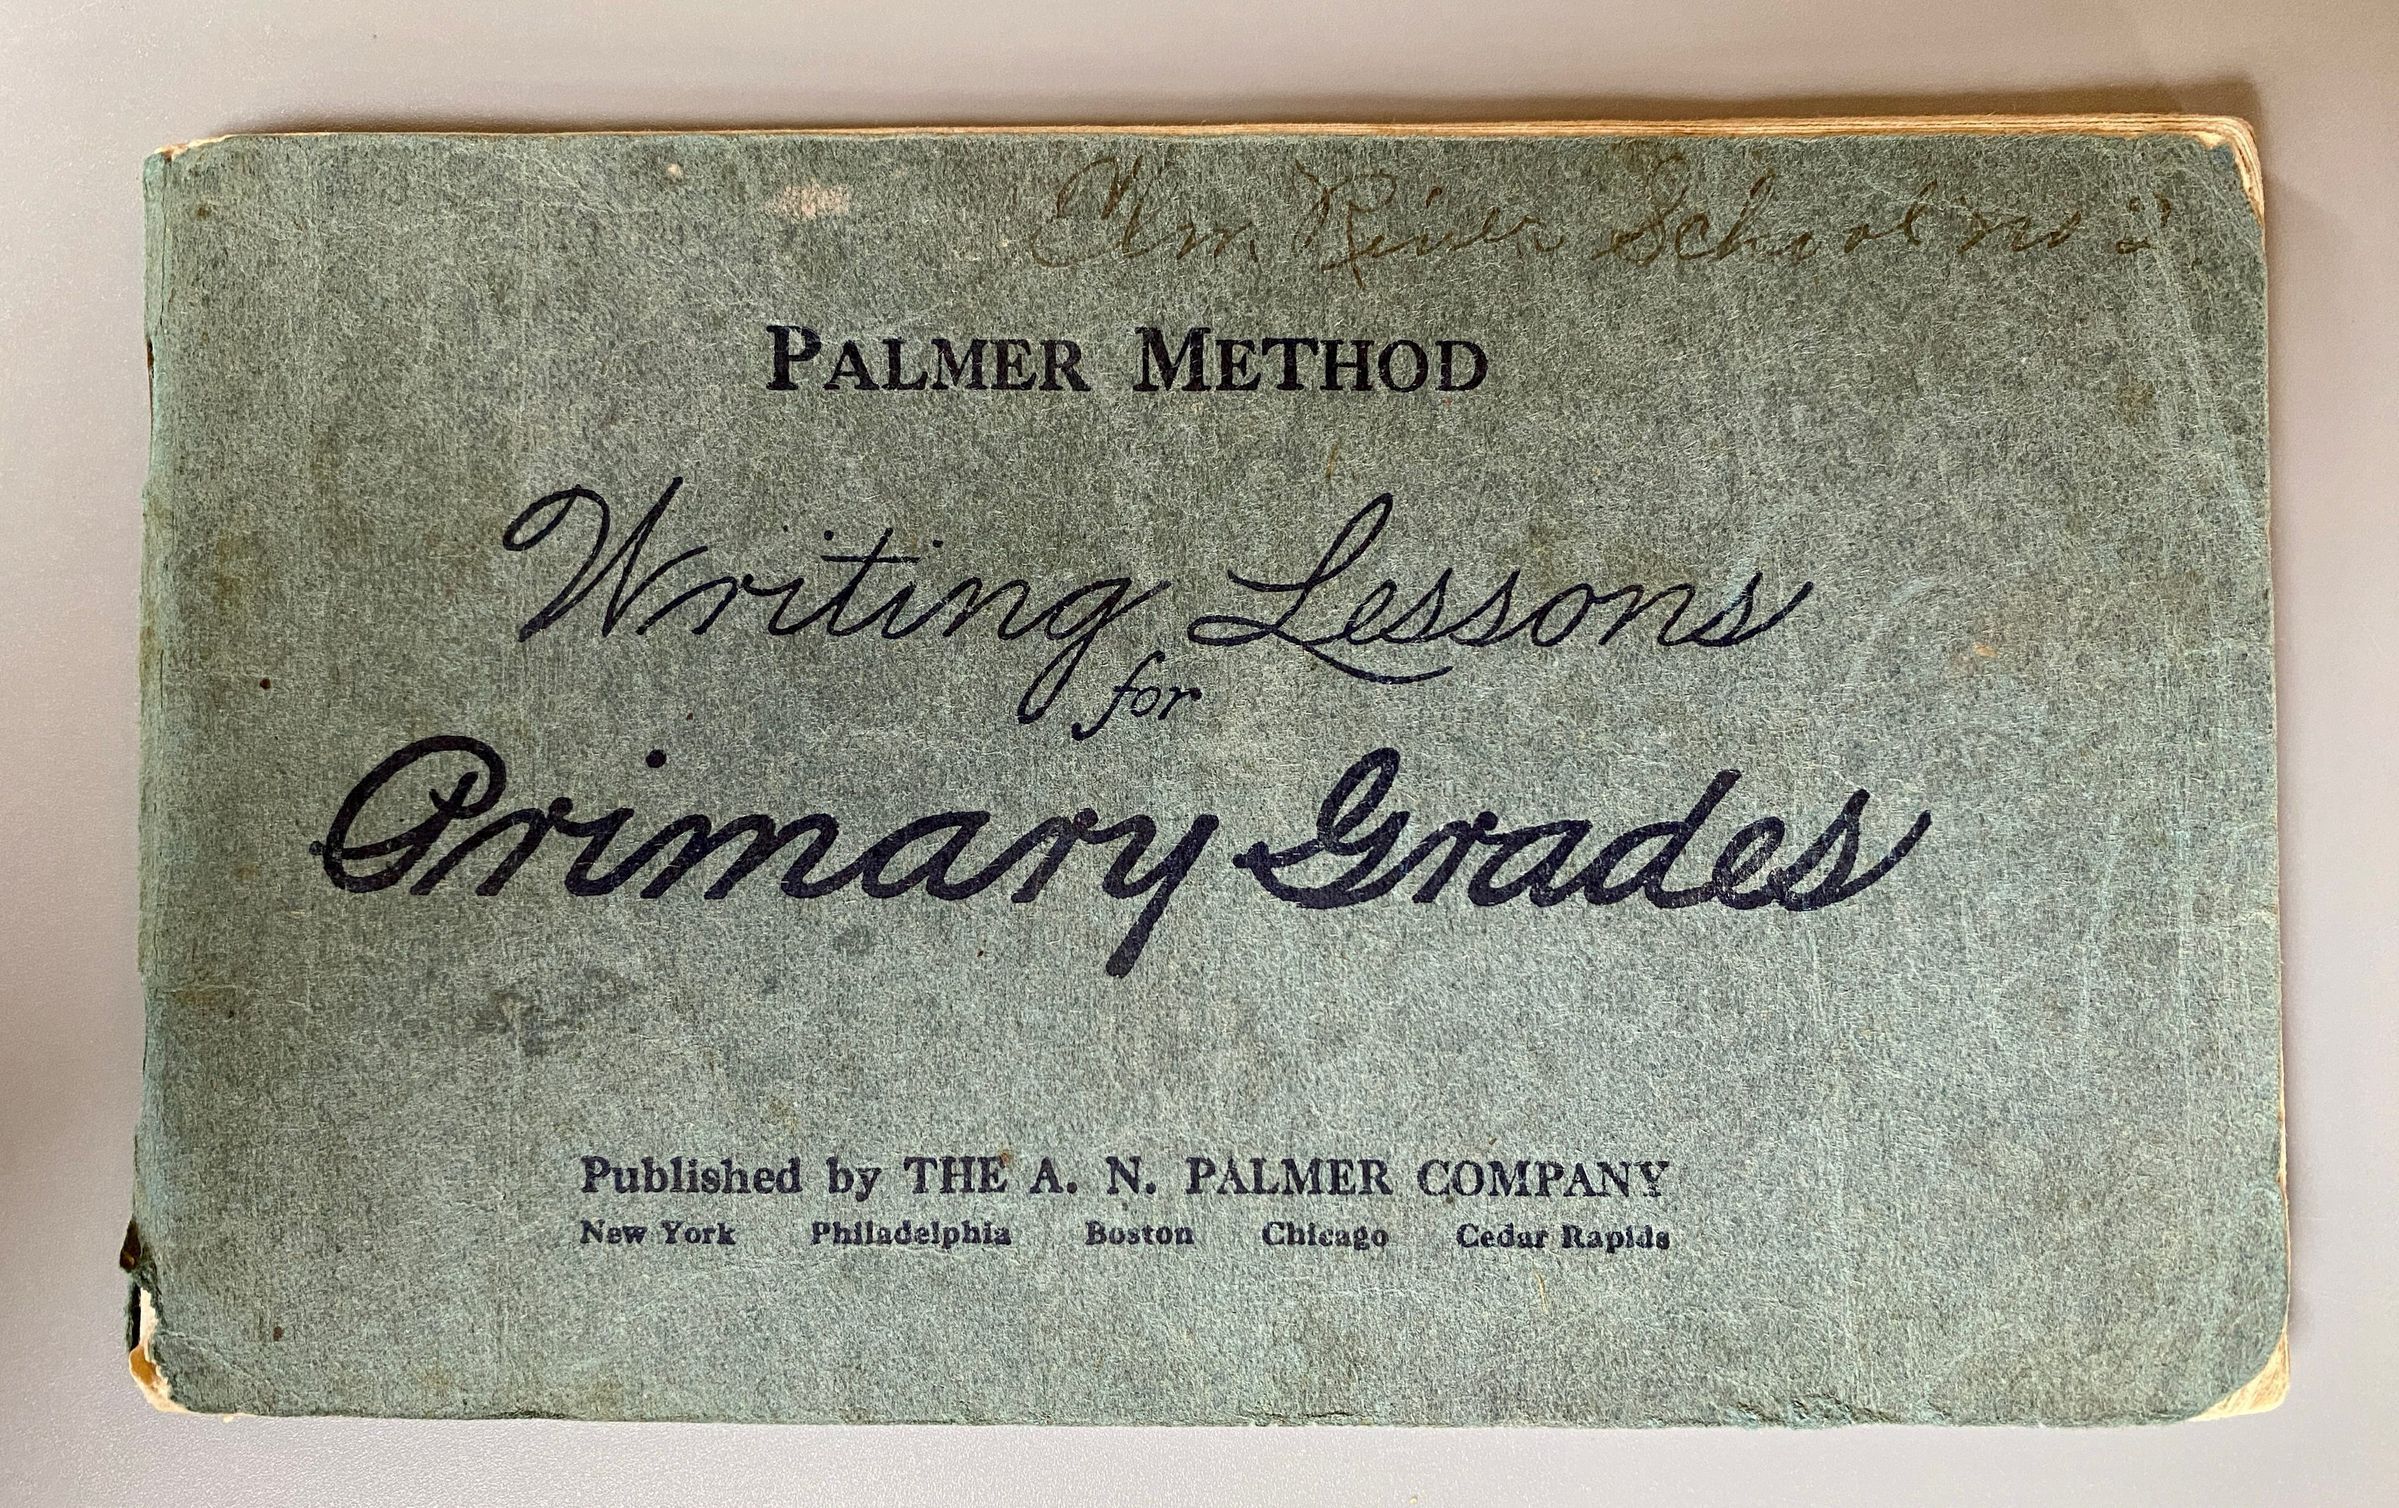 Elm River School no 2
PALMER METHOD
Writing Lessons
for
Primary Grades
Published by THE A. N. PALMER COMPANY
New York Philadelphia Boston Chicago Cedar Rapids